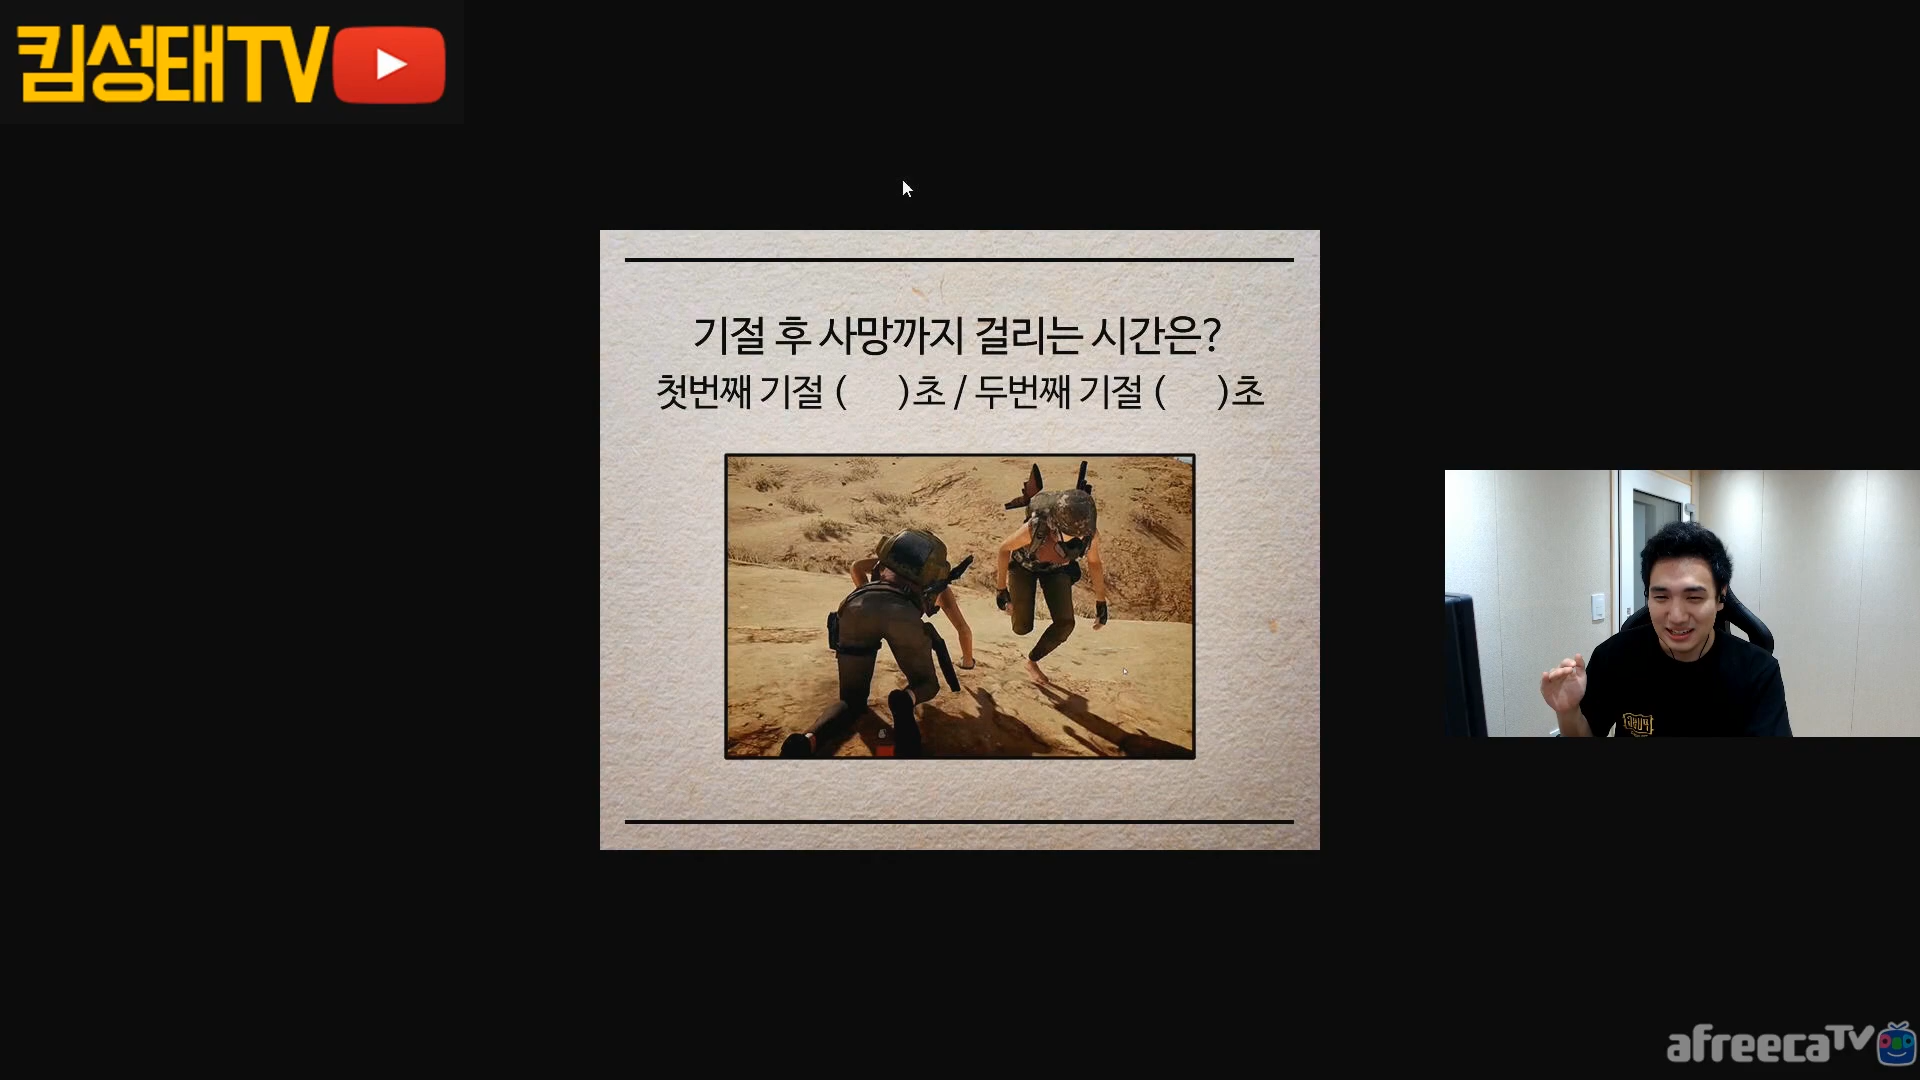 킴성태TV
기절 후 사망까지 걸리는 시간은?
첫번째 기절 (    )초 / 두번째 기절 (    )초
afreecaTV